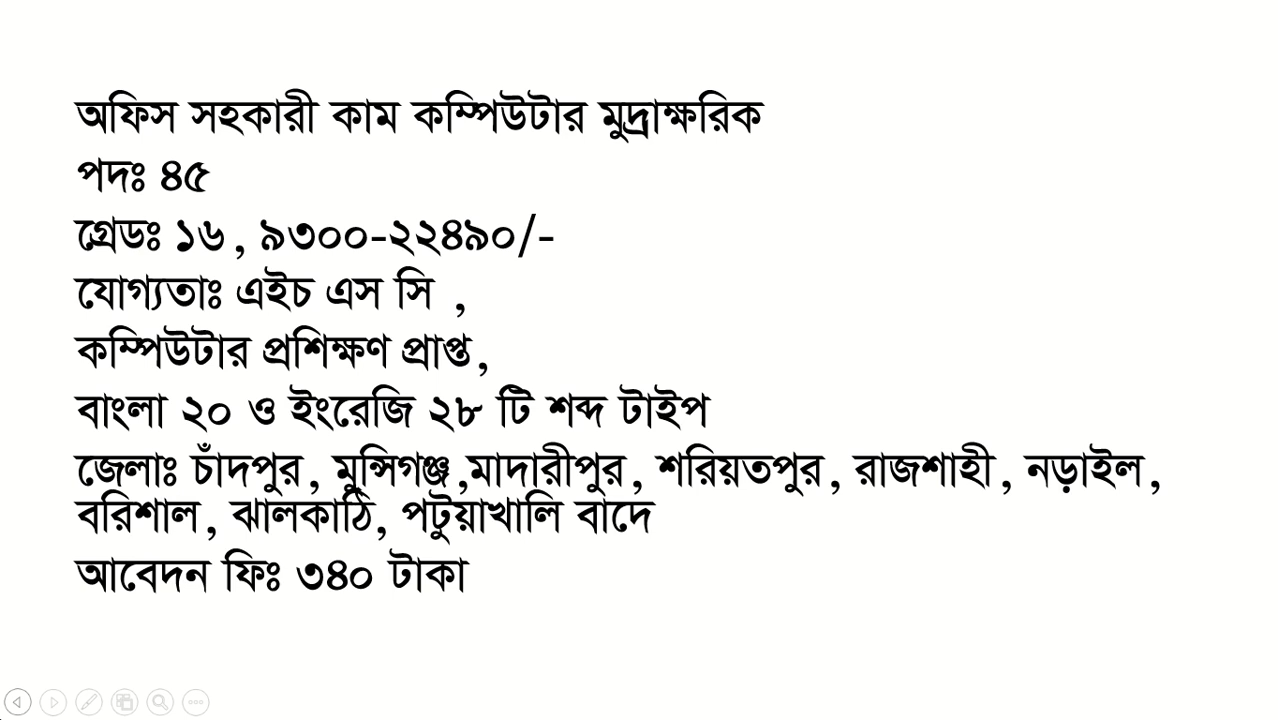 অফিস সহকারী কাম কম্পিউটার মুদ্রাক্ষরিক
পদঃ ৪৫
গ্রেডঃ ১৬, ৯৩০০-২২৪৯০/-
যোগ্যতাঃ এইচ এস সি ,
কম্পিউটার প্রশিক্ষণ প্রাপ্ত,
বাংলা ২০ ও ইংরেজি ২৮ টি শব্দ টাইপ
জেলাঃ চাঁদপুর, মুন্সিগঞ্জ,মাদারীপুর, শরিয়তপুর, রাজশাহী, নড়াইল,
বরিশাল, ঝালকাঠি, পটুয়াখালি বাদে
আবেদন ফিঃ ৩৪০ টাকা